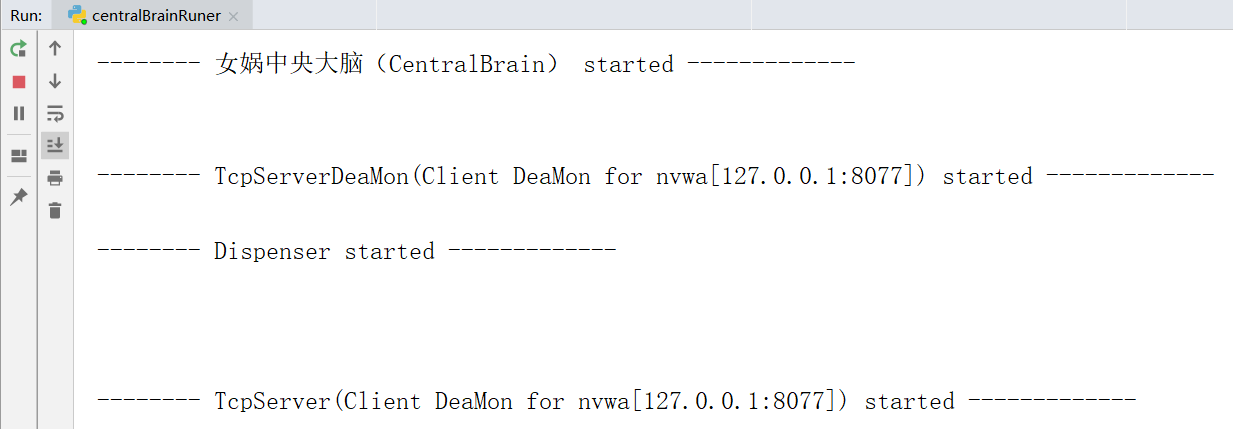 Run: centralBrainRuner
-------- 女娲中央大脑（CentralBrain） started -------------
-------- TcpServerDeaMon(Client DeaMon for nvwa[127.0.0.1:8077]) started -------------
-------- Dispenser started -------------
-------- TcpServer(Client DeaMon for nvwa[127.0.0.1:8077]) started -------------